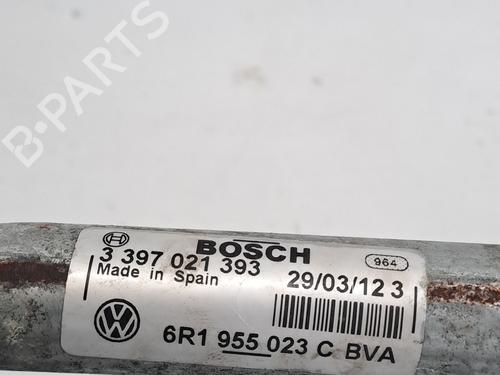 B-PARTS
BOSCH
3 397 021 393
964
Made in Spain
29/03/12 3
6R1 955 023 C BVA